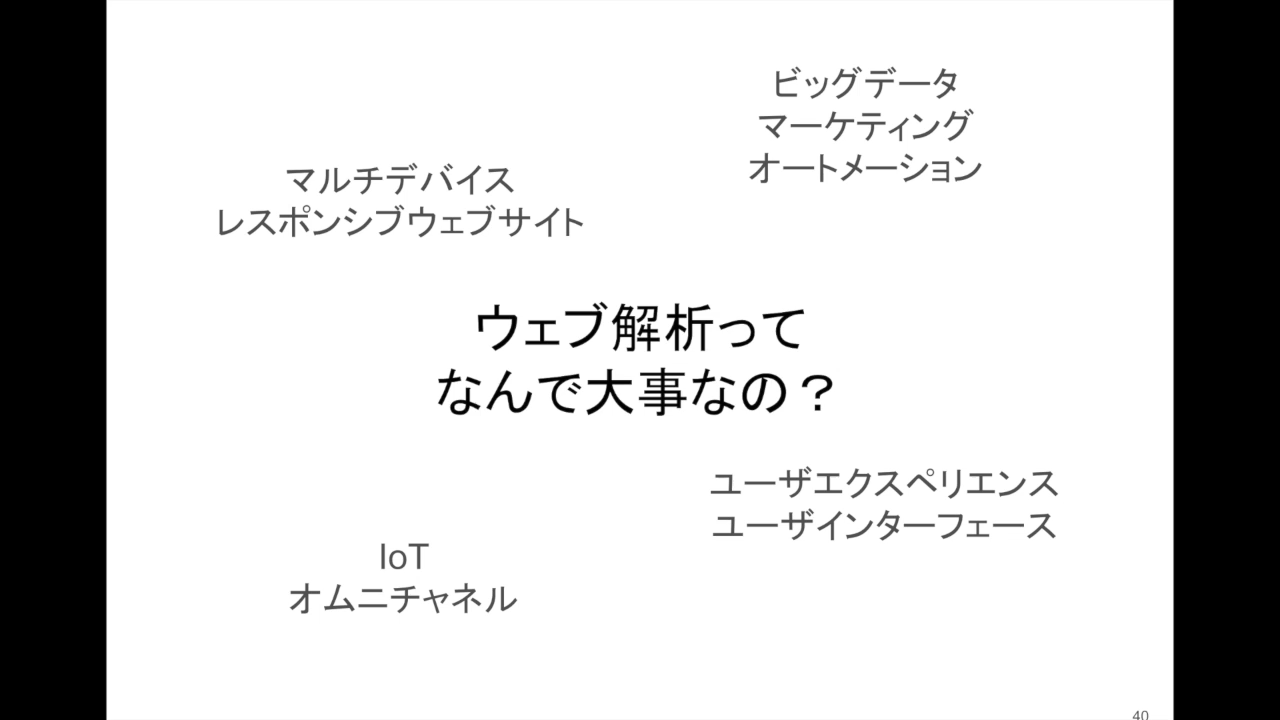 ビッグデータ
マーケティング
オートメーション
マルチデバイス
レスポンシブウェブサイト
ウェブ解析って
なんで大事なの？
ユーザエクスペリエンス
ユーザインターフェース
IoT
オムニチャネル
40